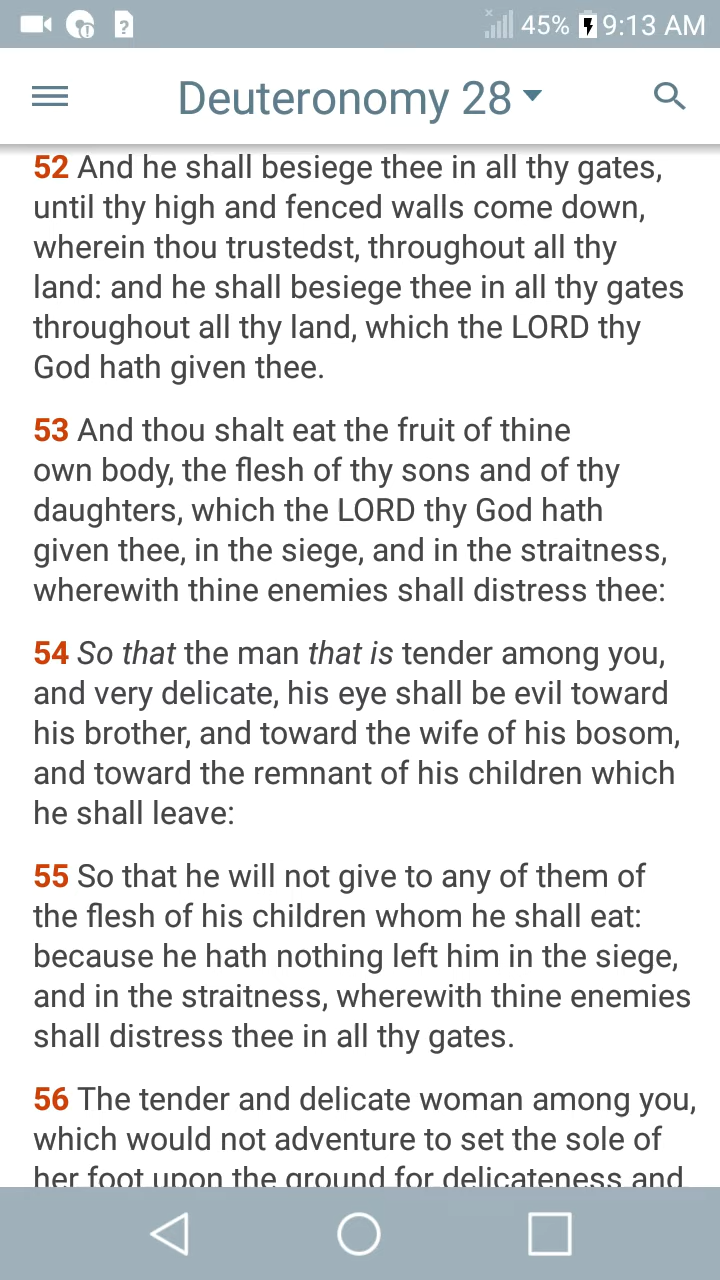 45% 9:13 AM
Deuteronomy 28
52 And he shall besiege thee in all thy gates,
until thy high and fenced walls come down,
wherein thou trustedst, throughout all thy
land: and he shall besiege thee in all thy gates
throughout all thy land, which the LORD thy
God hath given thee.
53 And thou shalt eat the fruit of thine
own body, the flesh of thy sons and of thy
daughters, which the LORD thy God hath
given thee, in the siege, and in the straitness,
wherewith thine enemies shall distress thee:
54 So that the man that is tender among you,
and very delicate, his eye shall be evil toward
his brother, and toward the wife of his bosom,
and toward the remnant of his children which
he shall leave:
55 So that he will not give to any of them of
the flesh of his children whom he shall eat:
because he hath nothing left him in the siege,
and in the straitness, wherewith thine enemies
shall distress thee in all thy gates.
56 The tender and delicate woman among you,
which would not adventure to set the sole of
her foot upon the ground for delicateness and